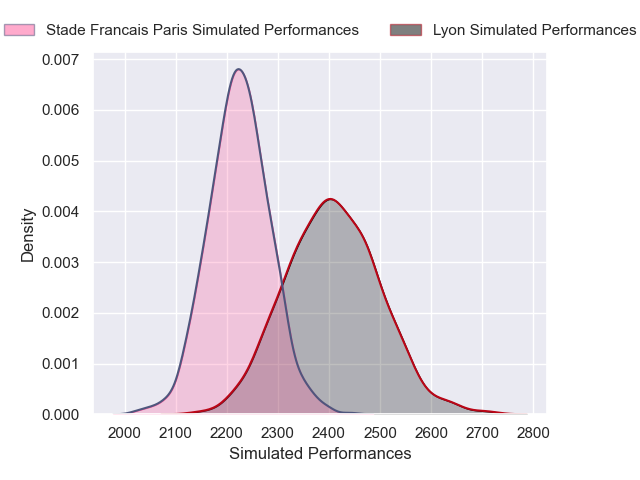 Stade Francais Paris Simulated Performances
Lyon Simulated Performances
0.007
0.006
0.005
0.004
0.003
0.002
0.001
0.000
Density
2000 2100 2200 2300 2400 2500 2600 2700 2800
Simulated Performances